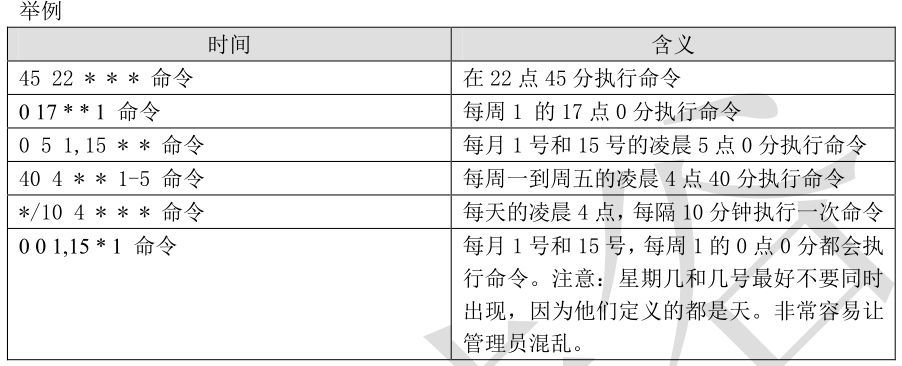 举例
时间 含义
45 22 * * * 命令 在 22 点 45 分执行命令
0 17 * * 1 命令 每周 1 的 17 点 0 分执行命令
0 5 1,15 * * 命令 每月 1 号和 15 号的凌晨 5 点 0 分执行命令
40 4 * * 1-5 命令 每周一到周五的凌晨 4 点 40 分执行命令
*/10 4 * * * 命令 每天的凌晨 4 点，每隔 10 分钟执行一次命令
0 0 1,15 * 1 命令 每月 1 号和 15 号，每周 1 的 0 点 0 分都会执
行命令。注意：星期几和几号最好不要同时
出现，因为他们定义的都是天。非常容易让
管理员混乱。